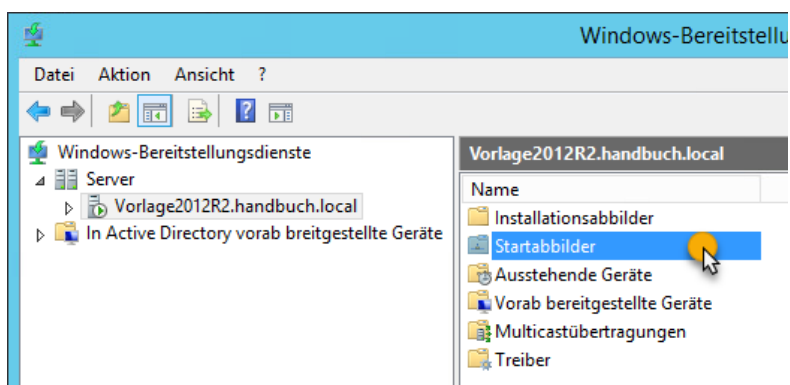 Windows-Bereitstellu
Datei Aktion Ansicht ?
Windows-Bereitstellungsdienste
Server
Vorlage2012R2.handbuch.local
In Active Directory vorab breitgestellte Geräte
Vorlage2012R2.handbuch.local
Name
Installationsabbilder
Startabbilder
Ausstehende Geräte
Vorab bereitgestellte Geräte
Multicastübertragungen
Treiber